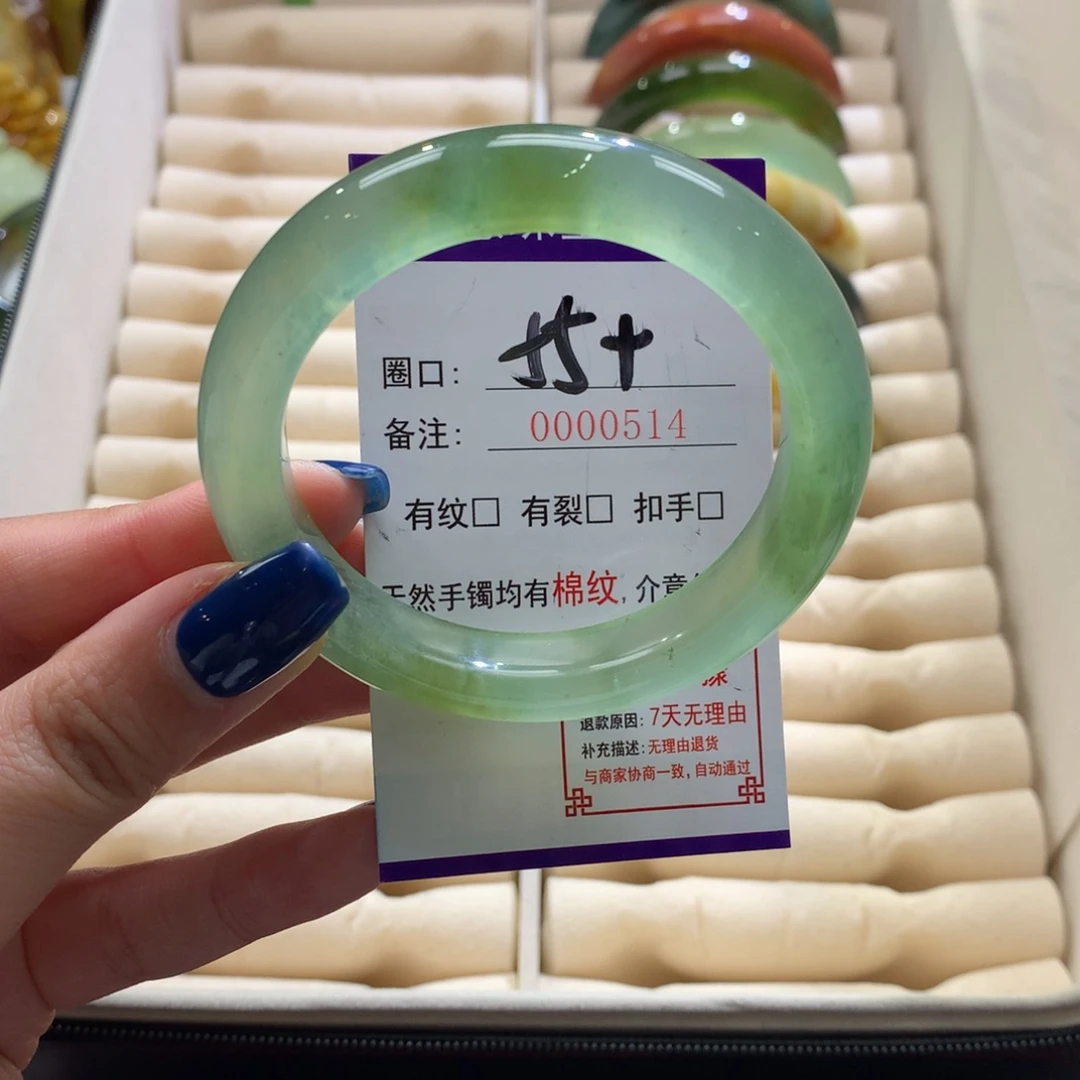 圈口: 55+
备注: 0000514
有纹□ 有裂□ 扣手□
天然手镯均有棉纹, 介意
退款原因: 7天无理由
补充描述: 无理由退货
与商家协商一致, 自动通过